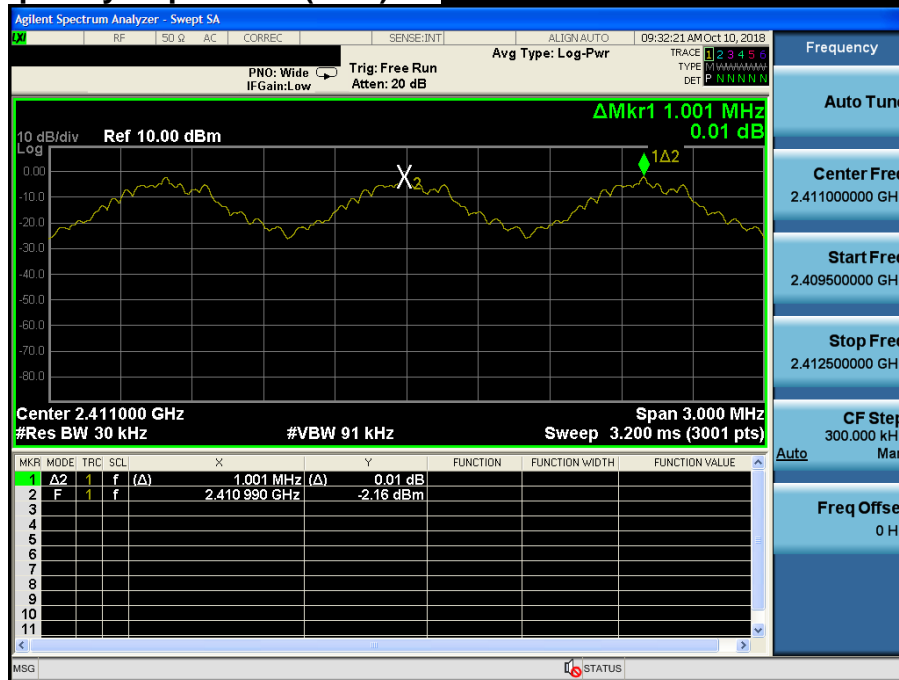 Agilent Spectrum Analyzer - Swept SA
LXI RF 50 Ω AC CORREC SENSE:INT ALIGN AUTO 09:32:21 AM Oct 10, 2018
Frequency
Avg Type: Log-Pwr
TRACE 1 2 3 4 5 6
PNO: Wide
Trig: Free Run
TYPE M WWWWW
IFGain:Low
Atten: 20 dB
DET P N N N N N
Auto Tune
ΔMkr1 1.001 MHz
0.01 dB
10 dB/div Ref 10.00 dBm
Log
1Δ2
X2
0.00
-10.0
-20.0
-30.0
-40.0
-50.0
-60.0
-70.0
-80.0
Center Freq
2.411000000 GH
Start Freq
2.409500000 GH
Stop Freq
2.412500000 GH
Center 2.411000 GHz
Span 3.000 MHz
#Res BW 30 kHz
#VBW 91 kHz
Sweep 3.200 ms (3001 pts)
CF Step
300.000 kH
Auto Man
MKR MODE TRC SCL X Y FUNCTION FUNCTION WIDTH FUNCTION VALUE
1 Δ2 1 f (Δ) 1.001 MHz (Δ) 0.01 dB
2 F 1 f 2.410 990 GHz -2.16 dBm
3
4
5
6
7
8
9
10
11
Freq Offse
0 H
MSG
STATUS